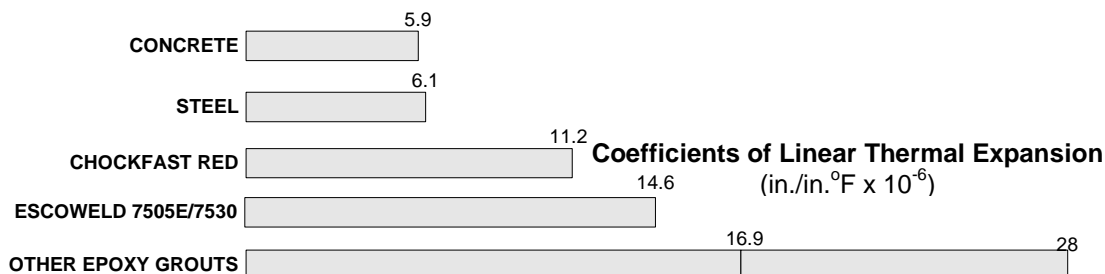 5.9
CONCRETE
6.1
STEEL
11.2
CHOCKFAST RED
Coefficients of Linear Thermal Expansion
(in./in.°F x 10⁻⁶)
14.6
ESCOWELD 7505E/7530
16.9
28
OTHER EPOXY GROUTS